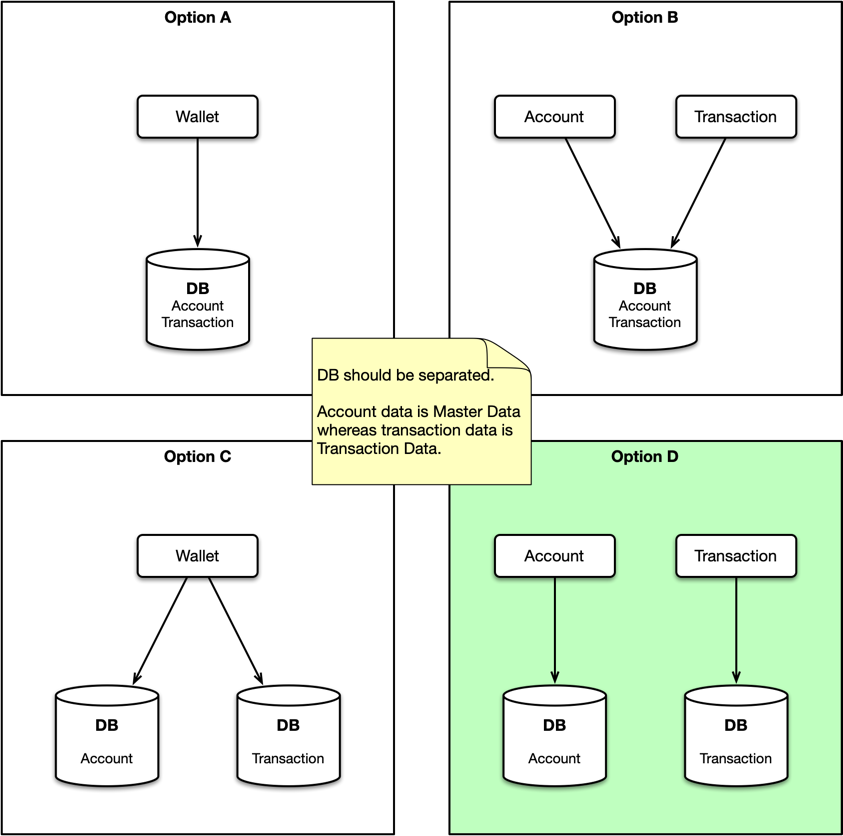 Option A
Wallet
DB
Account
Transaction
Option B
Account
Transaction
DB
Account
Transaction
DB should be separated.
Account data is Master Data
whereas transaction data is
Transaction Data.
Option C
Wallet
DB
Account
DB
Transaction
Option D
Account
Transaction
DB
Account
DB
Transaction